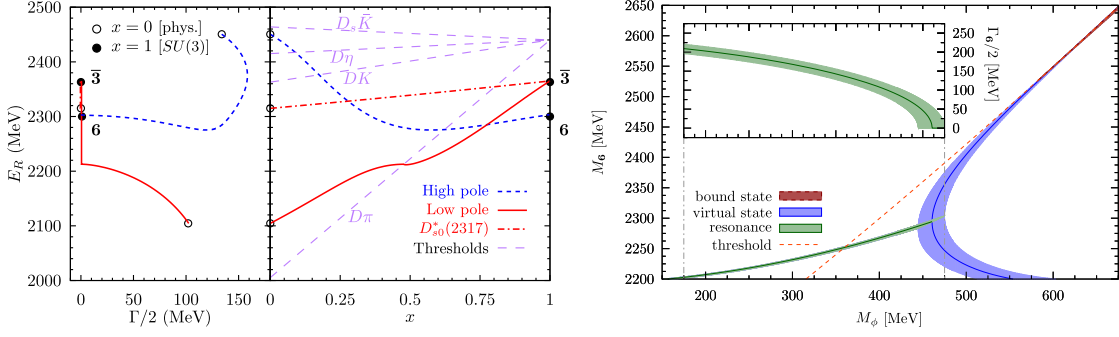 2500
2400
2300
2200
2100
2000
E_R (MeV)
x = 0 [phys.]
x = 1 [SU(3)]
3̅
6
0
50
100
150
Γ/2 (MeV)
D_s K̅
Dη̅
DK
Dπ
3̅
6
High pole
Low pole
D*_{s0}(2317)
Thresholds
0
0.25
0.5
0.75
1
x
2650
2600
2550
2500
2450
2400
2350
2300
2250
2200
M_6 [MeV]
250
200
150
100
50
0
Γ_6/2 [MeV]
bound state
virtual state
resonance
threshold
200
300
400
500
600
M_ϕ [MeV]